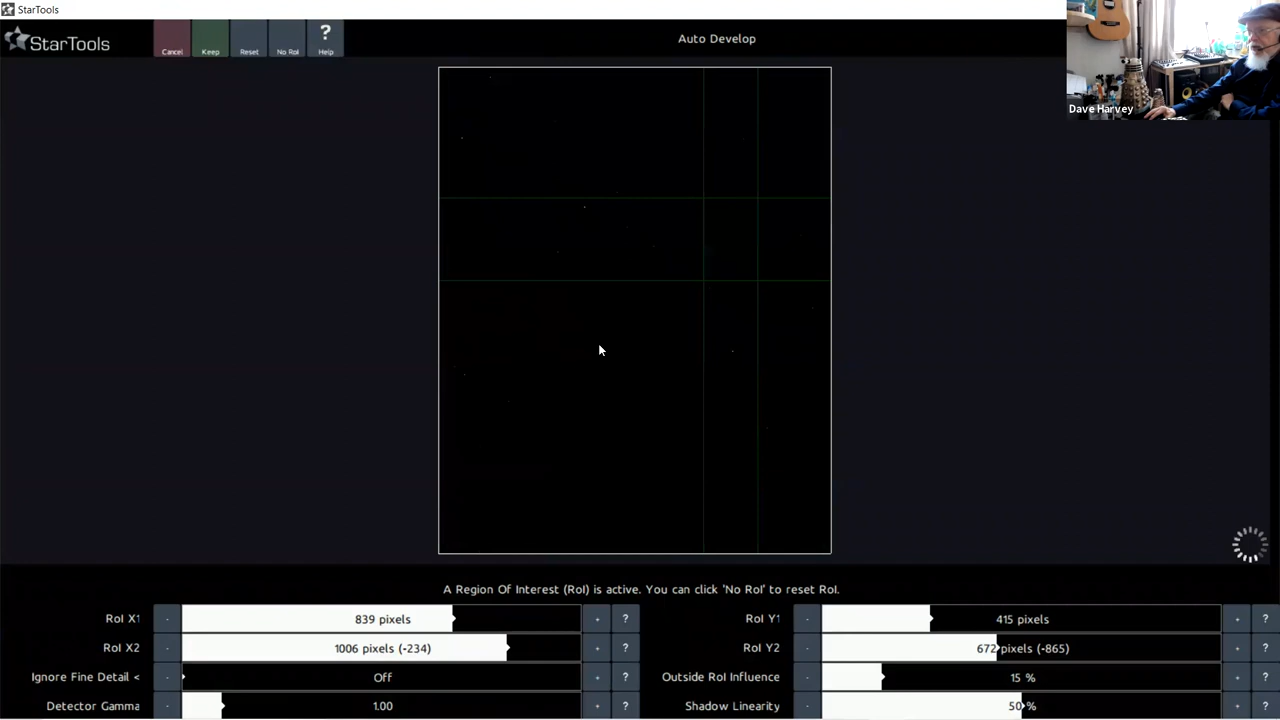 StarTools
StarTools
Cancel
Keep
Reset
No RoI
?
Help
Auto Develop
Dave Harvey
A Region Of Interest (RoI) is active. You can click 'No RoI' to reset RoI.
RoI X1 - 839 pixels + ?
RoI Y1 - 415 pixels + ?
RoI X2 - 1006 pixels (-234) + ?
RoI Y2 - 672 pixels (-865) + ?
Ignore Fine Detail < - Off + ?
Outside RoI Influence - 15 % + ?
Detector Gamma - 1.00 + ?
Shadow Linearity - 50 % + ?